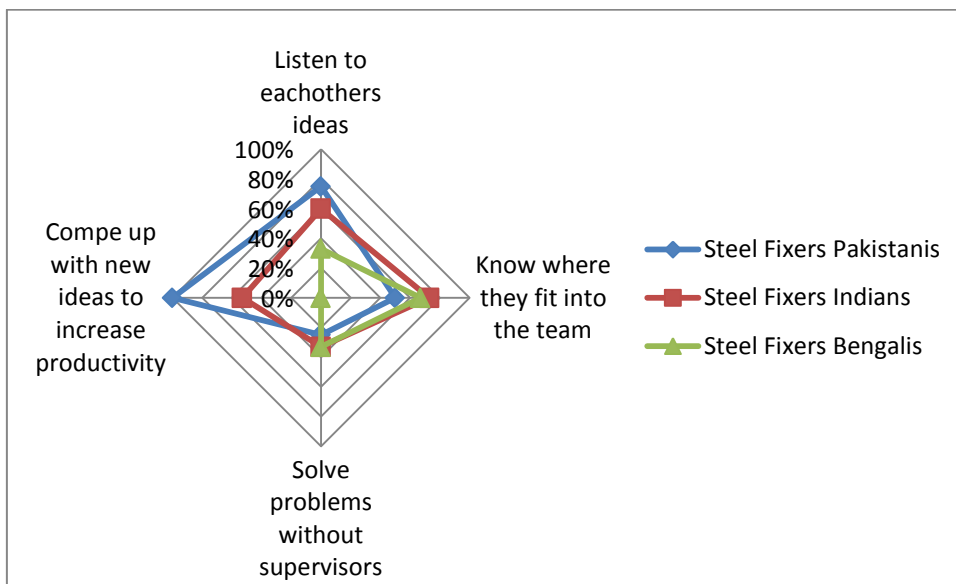 Listen to
eachothers
ideas
100%
80%
60%
40%
20%
0%
Compe up
with new
ideas to
increase
productivity
Know where
they fit into
the team
Solve
problems
without
supervisors
Steel Fixers Pakistanis
Steel Fixers Indians
Steel Fixers Bengalis